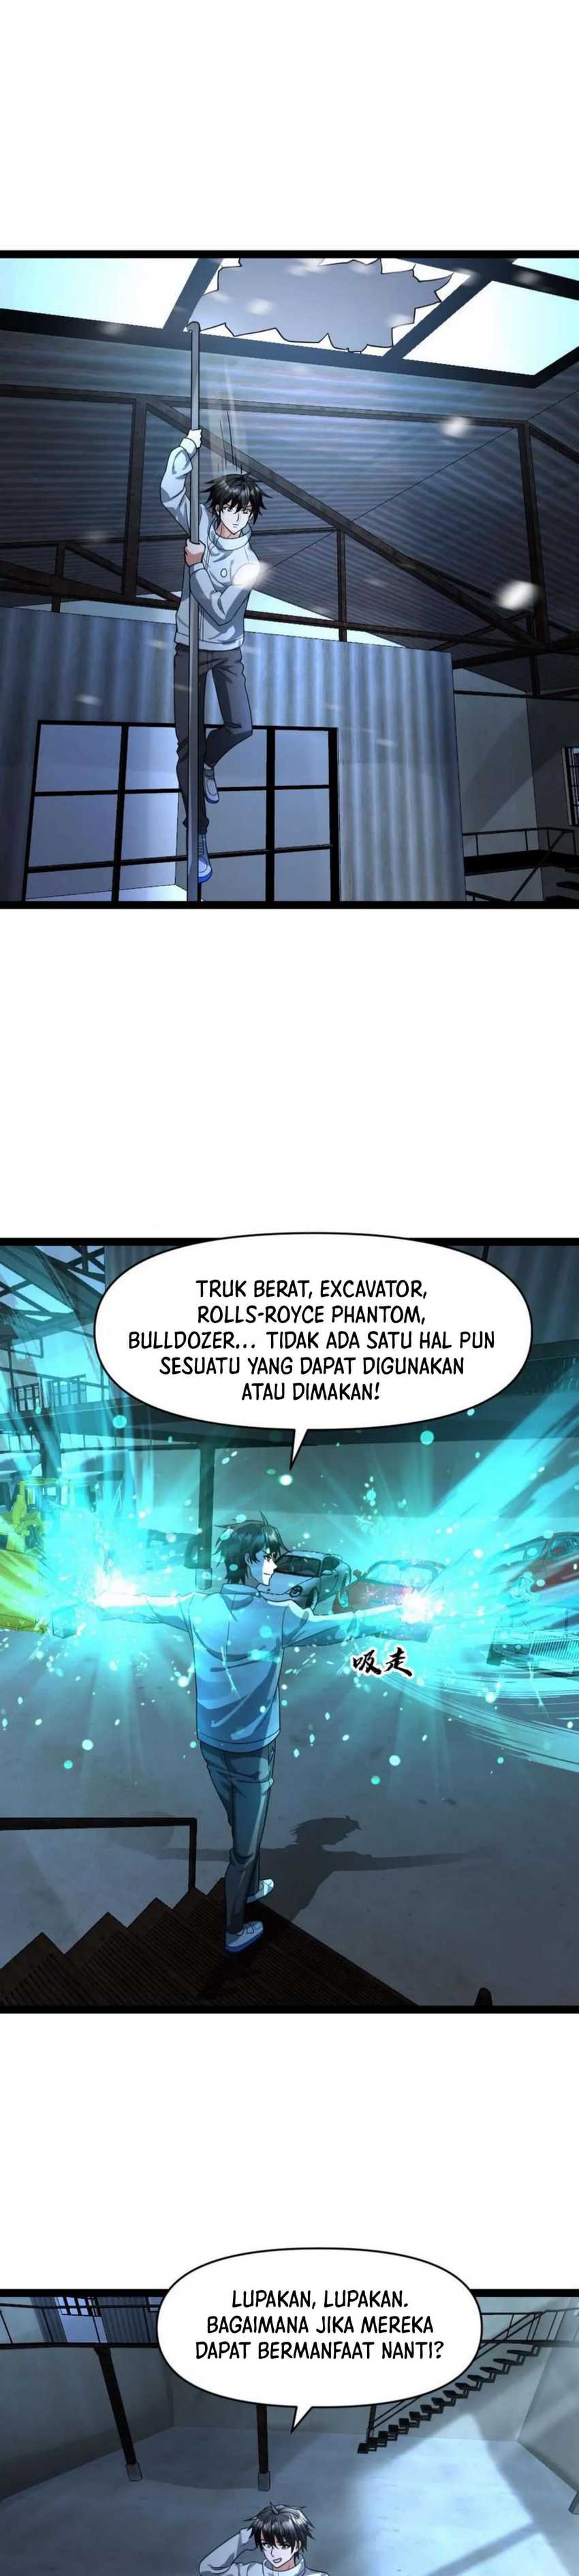 TRUK BERAT, EXCAVATOR,
ROLLS-ROYCE PHANTOM,
BULLDOZER... TIDAK ADA SATU HAL PUN
SESUATU YANG DAPAT DIGUNAKAN
ATAU DIMAKAN!
吸走
LUPAKAN, LUPAKAN.
BAGAIMANA JIKA MEREKA
DAPAT BERMANFAAT NANTI?